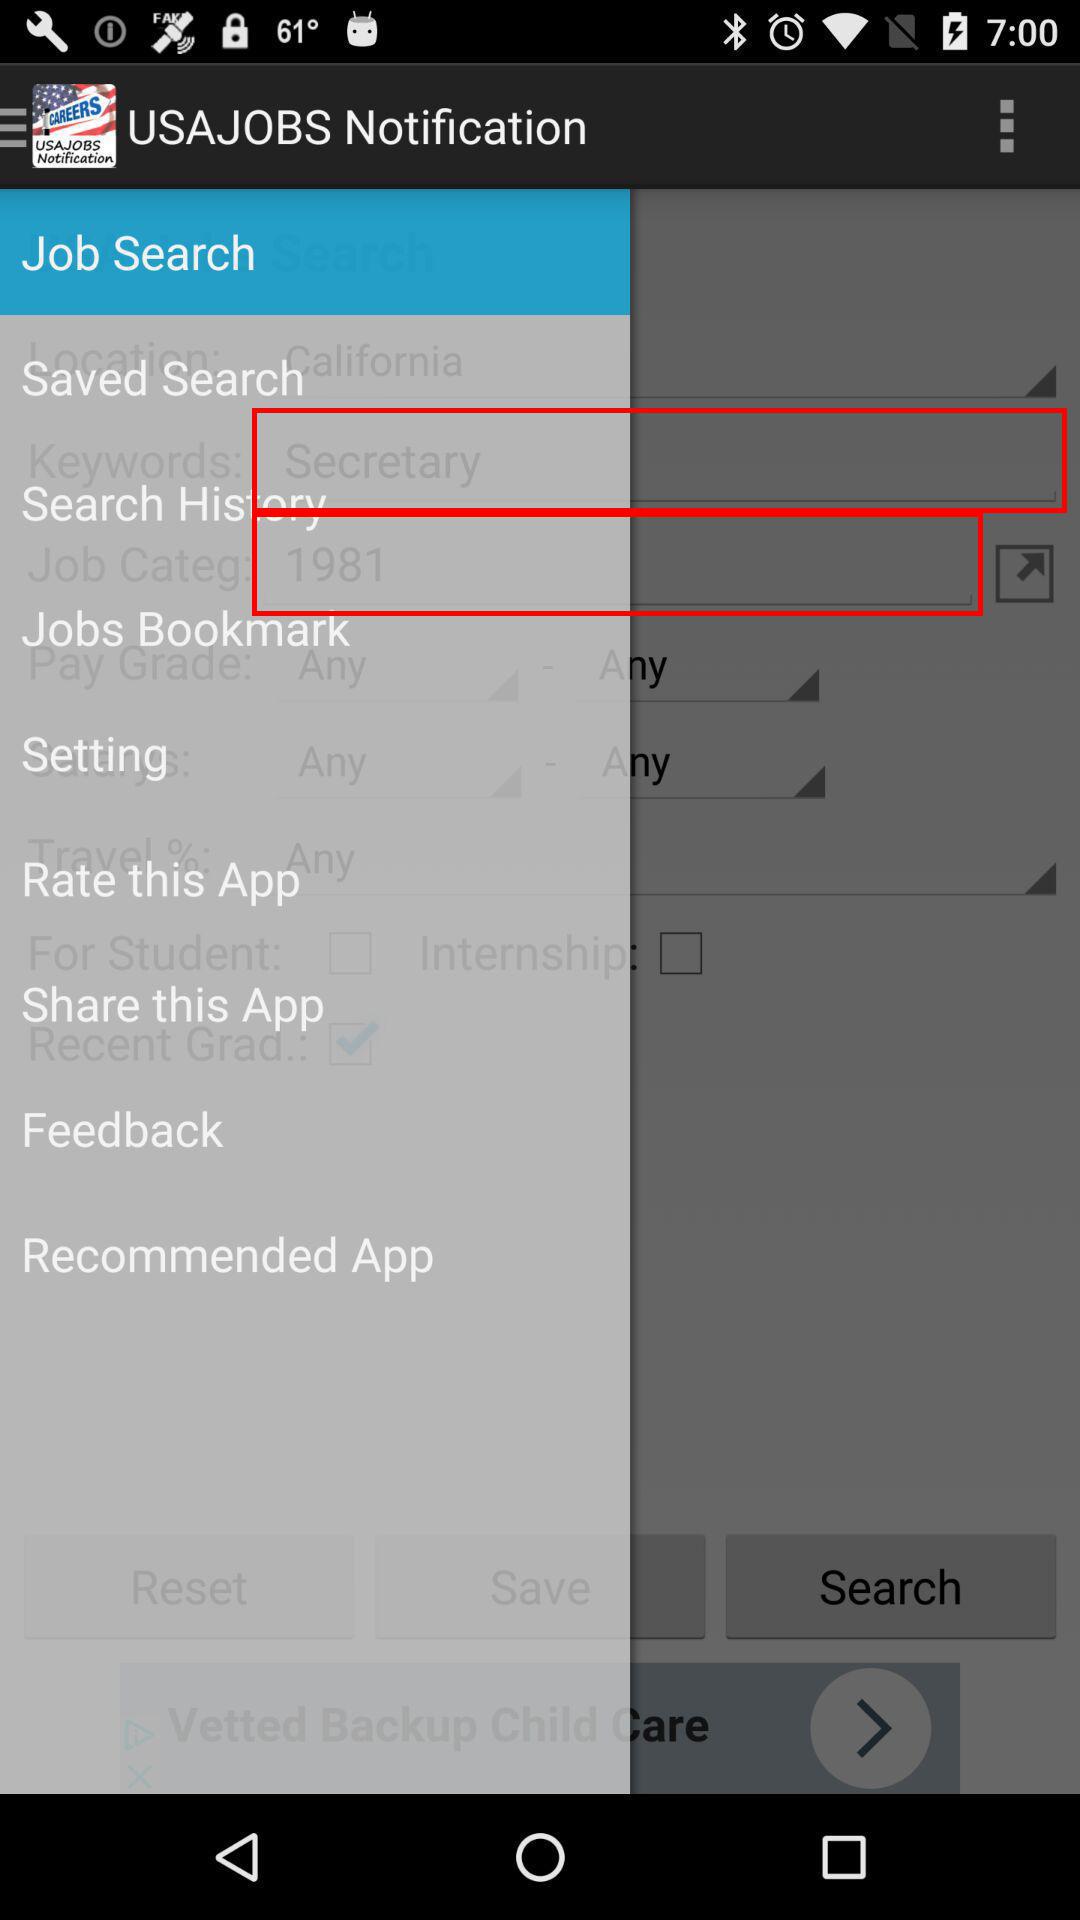 FAKE 61° 7:00
CAREERS
USAJOBS
Notification
USAJOBS Notification
Job Search
Search
Location: California
Saved Search
Keywords: Secretary
Search History
Job Categ: 1981
Jobs Bookmark
Pay Grade: Any - Any
Setting
Any - Any
Travel %: Any
Rate this App
For Student: Internship:
Share this App
Recent Grad.:
Feedback
Recommended App
Reset Save Search
Vetted Backup Child Care